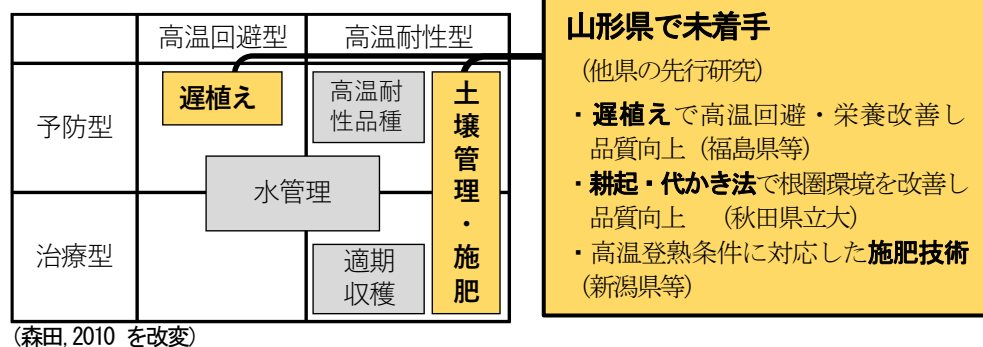 高温回避型 高温耐性型
予防型
遅植え
高温耐
性品種
土壌管理・施肥
水管理
治療型
適期
収穫
(森田,2010 を改変)
山形県で未着手
(他県の先行研究)
・遅植えで高温回避・栄養改善し
品質向上 (福島県等)
・耕起・代かき法で根圏環境を改善し
品質向上 (秋田県立大)
・高温登熟条件に対応した施肥技術
(新潟県等)